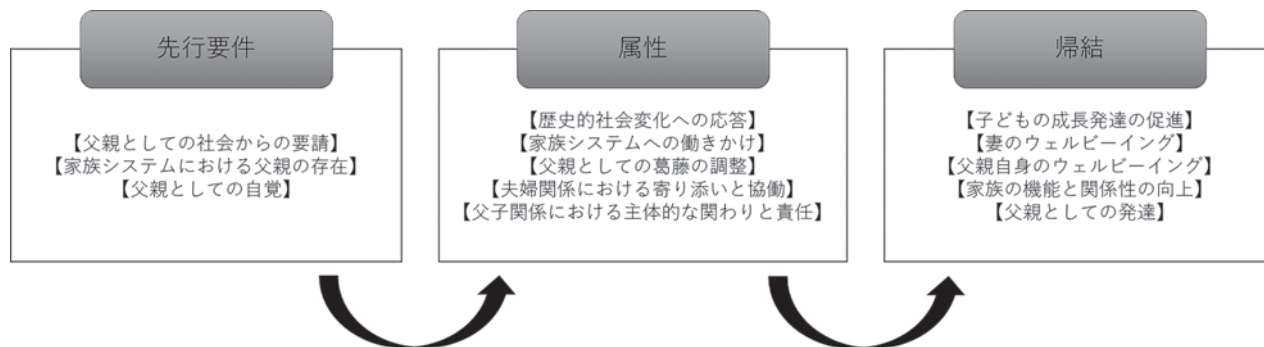 先行要件
【父親としての社会からの要請】
【家族システムにおける父親の存在】
【父親としての自覚】
属性
【歴史的社会変化への応答】
【家族システムへの働きかけ】
【父親としての葛藤の調整】
【夫婦関係における寄り添いと協働】
【父子関係における主体的な関わりと責任】
帰結
【子どもの成長発達の促進】
【妻のウェルビーイング】
【父親自身のウェルビーイング】
【家族の機能と関係性の向上】
【父親としての発達】